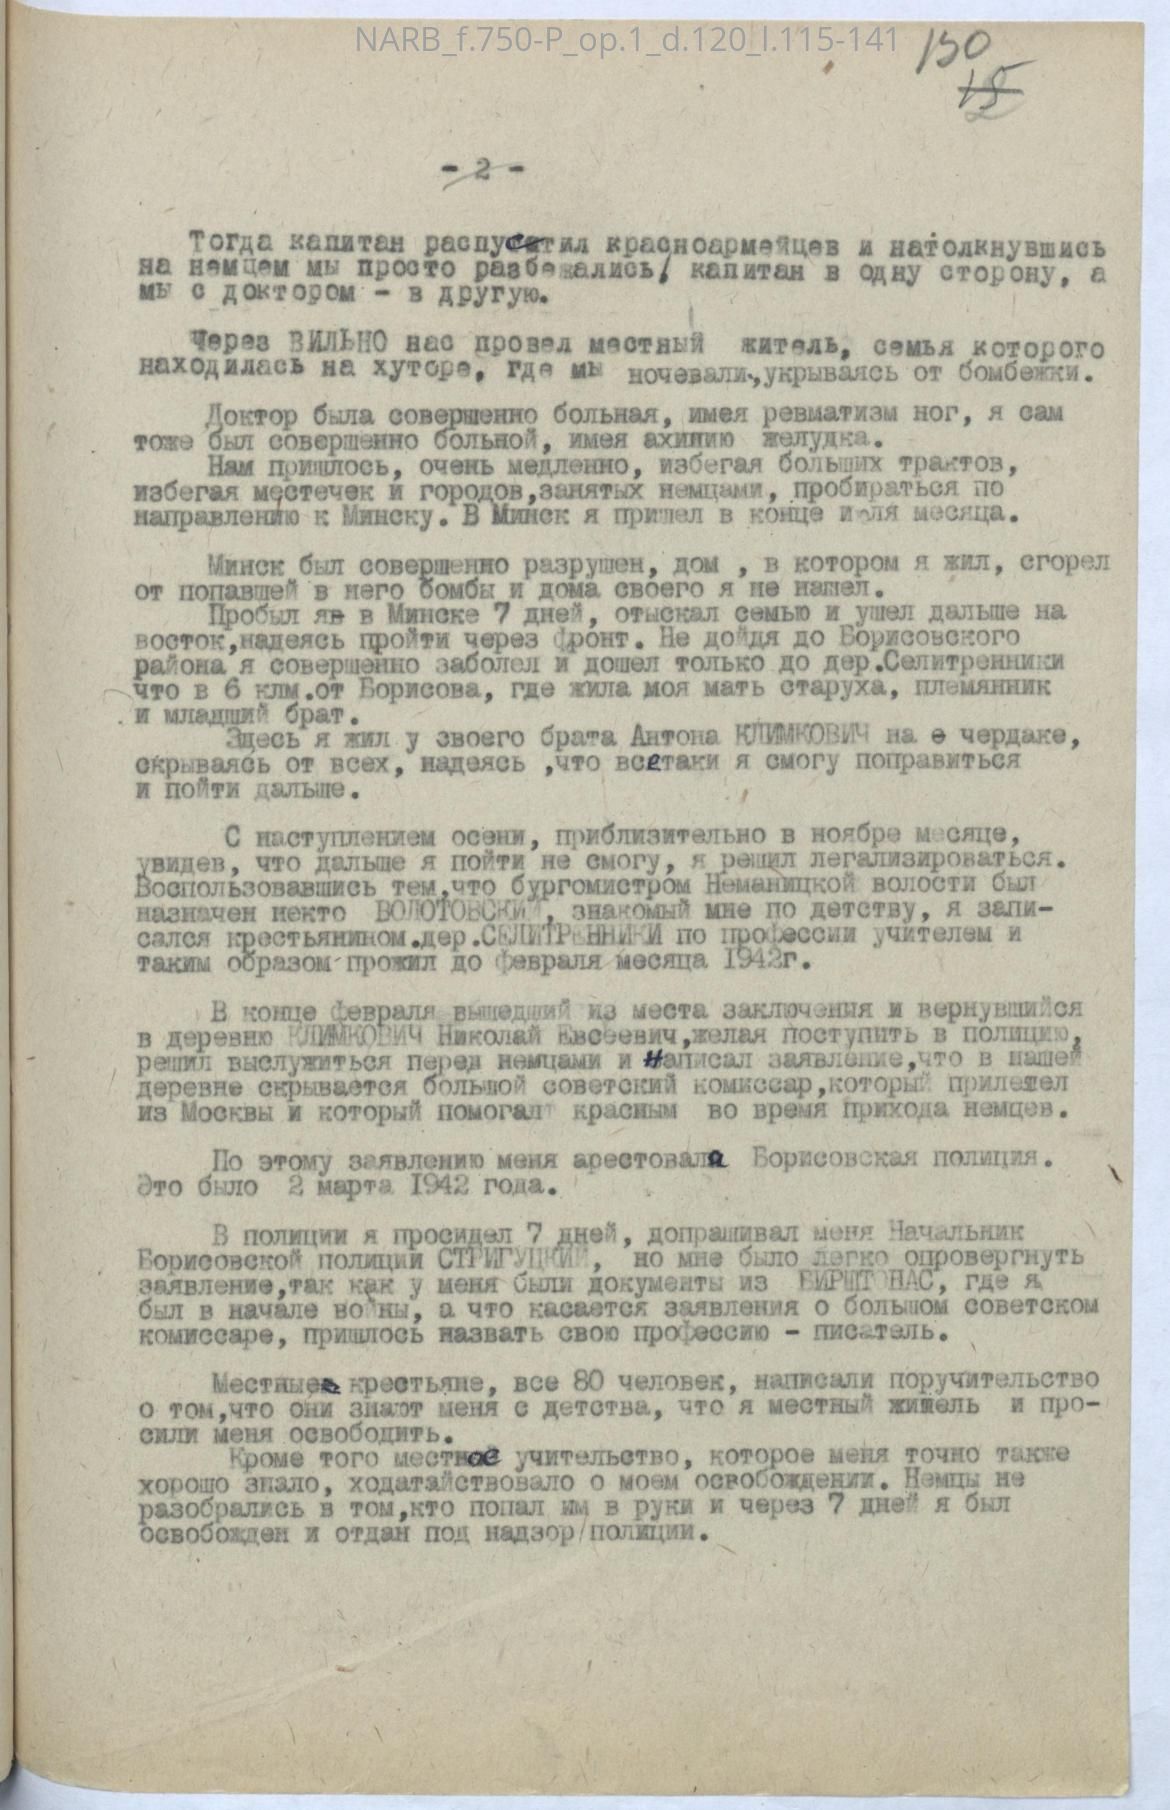 NARB_f.750-P_op.1_d.120_l.115-141
130
15
- 2 -
Тогда капитан распустил красноармейцев и натолкнувшись
на немцем мы просто разбежались, капитан в одну сторону, а
мы с доктором - в другую.
Через ВИЛЬНО нас провел местный житель, семья которого
находилась на хуторе, где мы ночевали, укрываясь от бомбежки.
Доктор была совершенно больная, имея ревматизм ног, я сам
тоже был совершенно больной, имея ахинию желудка.
Нам пришлось, очень медленно, избегая больших трактов,
избегая местечек и городов,занятых немцами, пробираться по
направлению к Минску. В Минск я пришел в конце июля месяца.
Минск был совершенно разрушен, дом , в котором я жил, сгорел
от попавшей в него бомбы и дома своего я не нашел.
Пробыл я в Минске 7 дней, отыскал семью и ушел дальше на
восток,надеясь пройти через фронт. Не дойдя до Борисовского
района я совершенно заболел и дошел только до дер.Селитренники
что в 6 клм.от Борисова, где жила моя мать старуха, племянник
и младший брат.
Здесь я жил у своего брата Антона КЛИМКОВИЧ на чердаке,
скрываясь от всех, надеясь ,что всетаки я смогу поправиться
и пойти дальше.
С наступлением осени, приблизительно в ноябре месяце,
увидев, что дальше я пойти не смогу, я решил легализироваться.
Воспользовавшись тем,что бургомистром Неманицкой волости был
назначен некто ВОЛОТОВСКИЙ, знакомый мне по детству, я запи-
сался крестьянином.дер.СЕЛИТРЕННИКИ по профессии учителем и
таким образом прожил до февраля месяца 1942г.
В конце февраля вышедший из места заключения и вернувшийся
в деревню КЛИМКОВИЧ Николай Евсеевич,желая поступить в полицию,
решил выслужиться перед немцами и написал заявление,что в нашей
деревне скрывается большой советский комиссар,который прилетел
из Москвы и который помогал красным во время прихода немцев.
По этому заявлению меня арестовала Борисовская полиция.
Это было 2 марта 1942 года.
В полиции я просидел 7 дней, допрашивал меня Начальник
Борисовской полиции СТРИГУЦКИЙ, но мне было легко опровергнуть
заявление,так как у меня были документы из БИРШТОНАС, где я
был в начале войны, а что касается заявления о большом советском
комиссаре, пришлось назвать свою профессию - писатель.
Местные крестьяне, все 80 человек, написали поручительство
о том,что они знают меня с детства, что я местный житель и про-
сили меня освободить.
Кроме того местное учительство, которое меня точно также
хорошо знало, ходатайствовало о моем освобождении. Немцы не
разобрались в том,кто попал им в руки и через 7 дней я был
освобожден и отдан под надзор полиции.